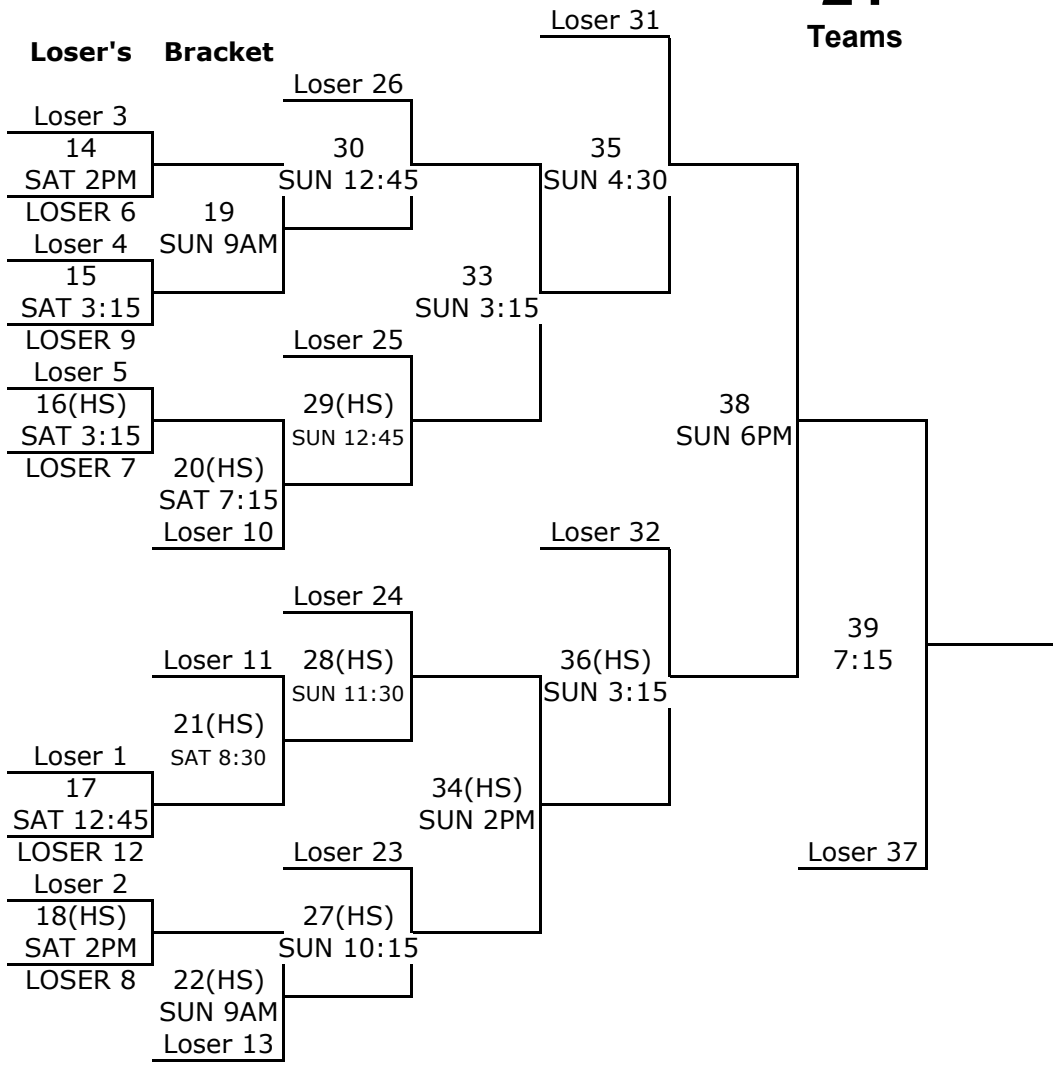 Loser 31
Teams
Loser's Bracket
Loser 26
Loser 3
14
SAT 2PM
LOSER 6
30
SUN 12:45
35
SUN 4:30
19
SUN 9AM
Loser 4
15
SAT 3:15
LOSER 9
33
SUN 3:15
Loser 25
Loser 5
16(HS)
SAT 3:15
LOSER 7
29(HS)
SUN 12:45
38
SUN 6PM
20(HS)
SAT 7:15
Loser 10
Loser 32
Loser 24
Loser 11
28(HS)
SUN 11:30
36(HS)
SUN 3:15
39
7:15
21(HS)
SAT 8:30
Loser 1
17
SAT 12:45
LOSER 12
34(HS)
SUN 2PM
Loser 23
Loser 37
Loser 2
18(HS)
SAT 2PM
LOSER 8
27(HS)
SUN 10:15
22(HS)
SUN 9AM
Loser 13